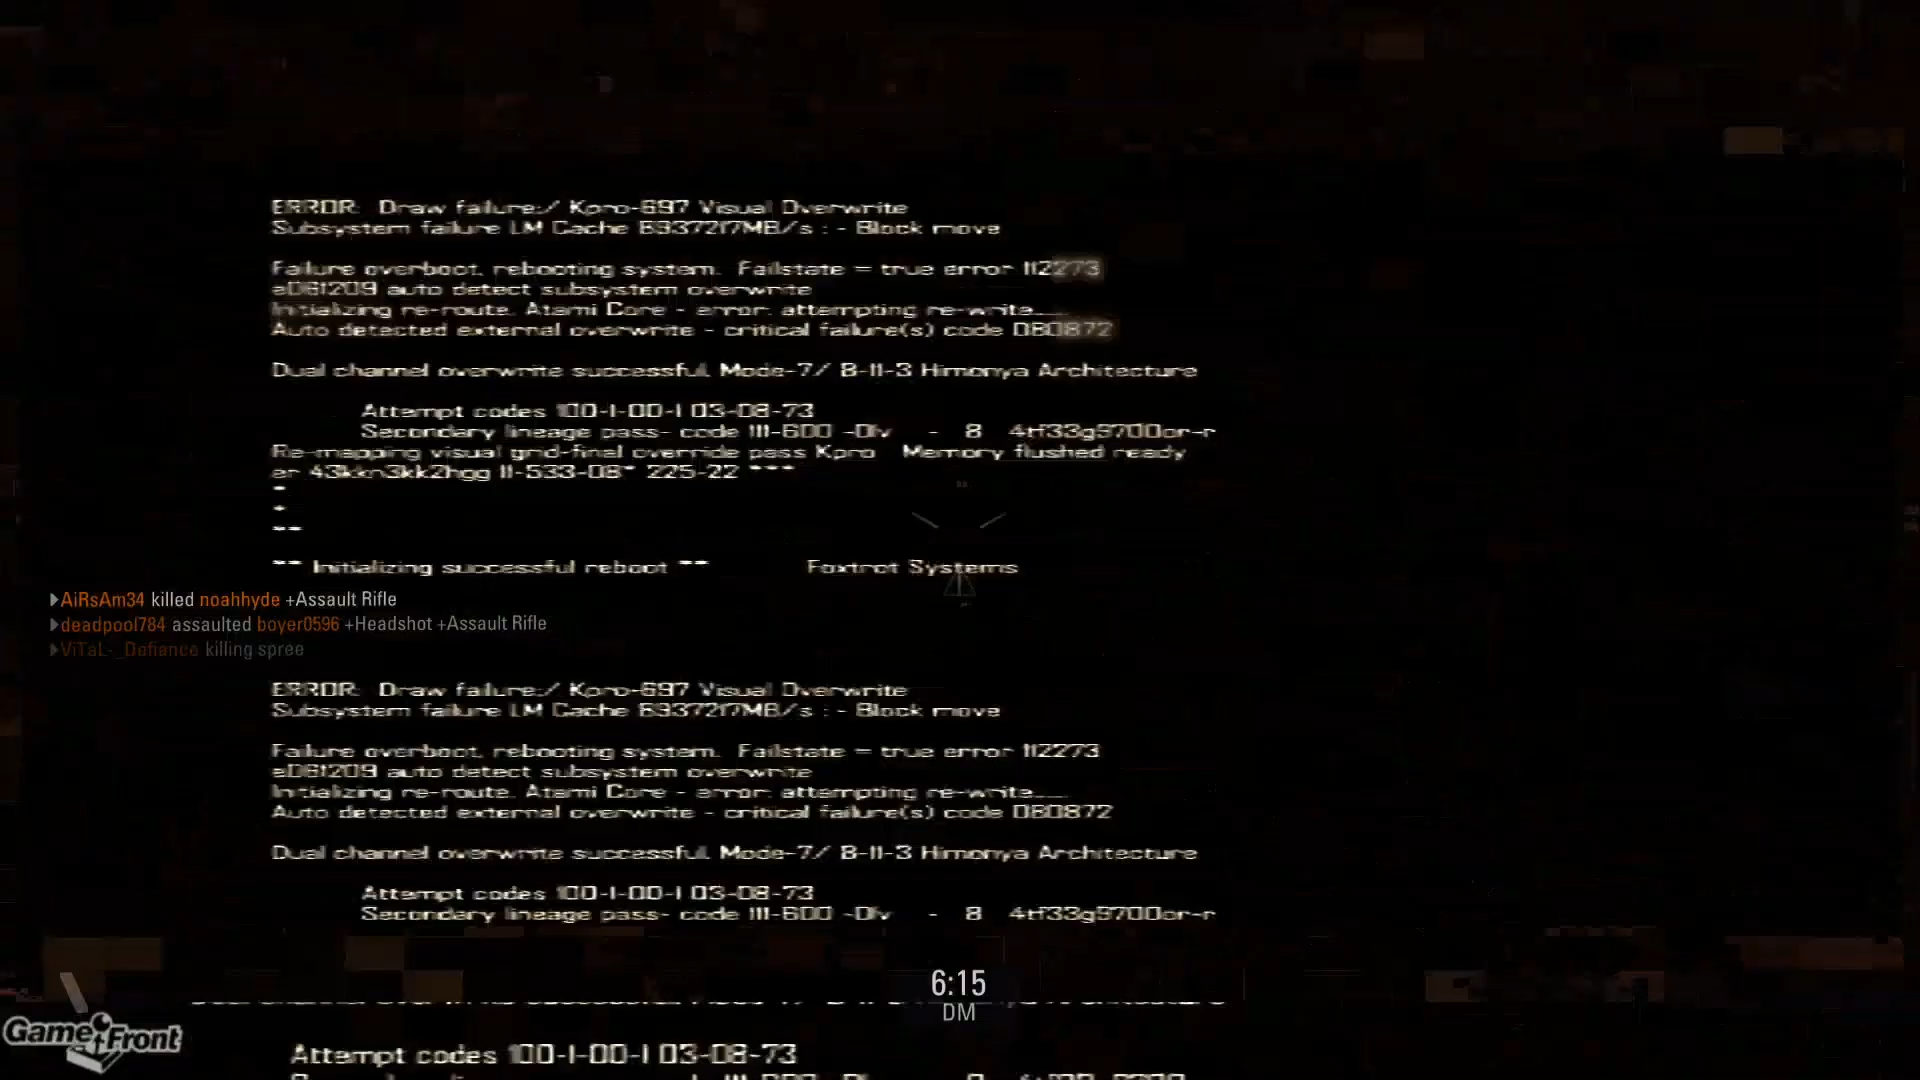 ERROR: Draw failure:/ Kpro-697 Visual Overwrite
Subsystem failure LM Cache 6937217MB/s : - Block move
Failure overboot, rebooting system. Failstate = true error 112273
e061209 auto detect subsystem overwrite
Initializing re-route. Atami Core - error: attempting re-write......
Auto detected external overwrite - critical failure(s) code 080872
Dual channel overwrite successful. Mode-7/ B-11-3 Himonya Architecture
Attempt codes 100-1-00-1 03-08-73
Secondary lineage pass- code 111-600 -Div - 8 4tf33g9700or-r
Re-mapping visual grid-final override pass Kpro Memory flushed ready
er 43kkn3kk2hgg 11-533-08* 225-22 ***
*
*
**
** Initializing successful reboot ** Foxtrot Systems
AiRsAm34 killed noahhyde +Assault Rifle
deadpool784 assaulted boyer0596 +Headshot +Assault Rifle
ViTaL-_Defiance killing spree
ERROR: Draw failure:/ Kpro-697 Visual Overwrite
Subsystem failure LM Cache 6937217MB/s : - Block move
Failure overboot, rebooting system. Failstate = true error 112273
e061209 auto detect subsystem overwrite
Initializing re-route. Atami Core - error: attempting re-write......
Auto detected external overwrite - critical failure(s) code 080872
Dual channel overwrite successful. Mode-7/ B-11-3 Himonya Architecture
Attempt codes 100-1-00-1 03-08-73
Secondary lineage pass- code 111-600 -Div - 8 4tf33g9700or-r
6:15
DM
GameFront
Attempt codes 100-1-00-1 03-08-73